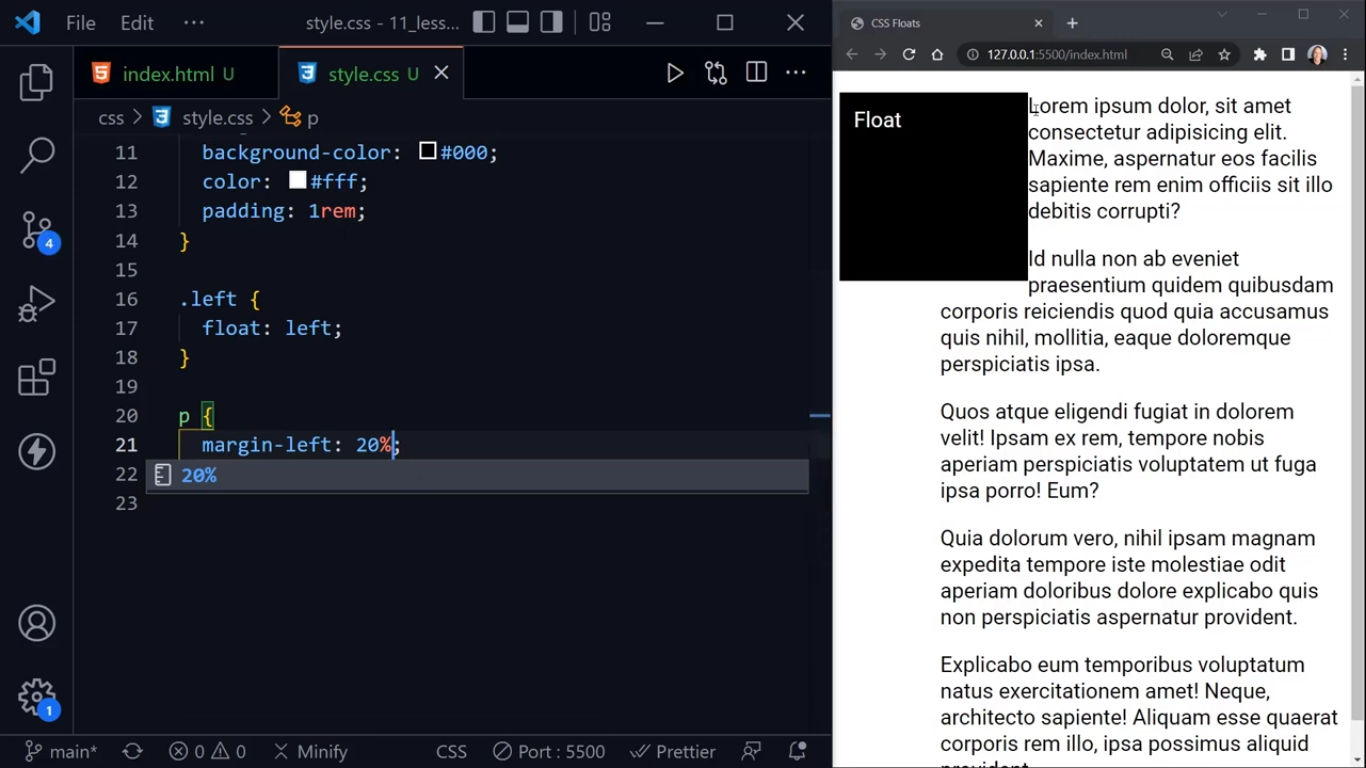 File Edit ··· style.css - 11_less...
index.html U style.css U
css > style.css > p
11 background-color: #000;
12 color: #fff;
13 padding: 1rem;
14 }
15
16 .left {
17 float: left;
18 }
19
20 p {
21 margin-left: 20%;
22 20%
23
4
1
main* 0 0 Minify CSS Port : 5500 Prettier
CSS Floats
127.0.0.1:5500/index.html
Float
Lorem ipsum dolor, sit amet
consectetur adipisicing elit.
Maxime, aspernatur eos facilis
sapiente rem enim officiis sit illo
debitis corrupti?
Id nulla non ab eveniet
praesentium quidem quibusdam
corporis reiciendis quod quia accusamus
quis nihil, mollitia, eaque doloremque
perspiciatis ipsa.
Quos atque eligendi fugiat in dolorem
velit! Ipsam ex rem, tempore nobis
aperiam perspiciatis voluptatem ut fuga
ipsa porro! Eum?
Quia dolorum vero, nihil ipsam magnam
expedita tempore iste molestiae odit
aperiam doloribus dolore explicabo quis
non perspiciatis aspernatur provident.
Explicabo eum temporibus voluptatum
natus exercitationem amet! Neque,
architecto sapiente! Aliquam esse quaerat
corporis rem illo, ipsa possimus aliquid